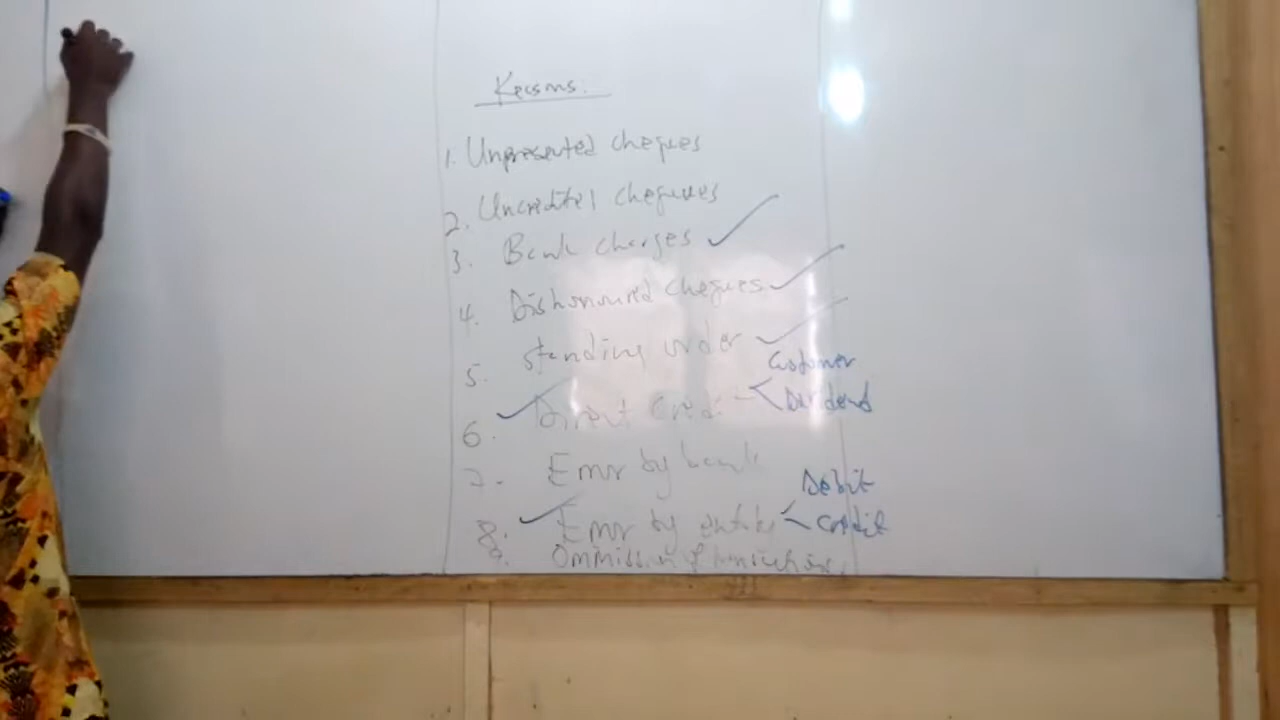 Reasons:
1. Unpresented cheques
2. Uncredited cheques
3. Bank charges
4. Dishonoured cheques
5. Standing order
6. Direct Credit
Customer
Dividend
7. Error by bank
8. Error by entity
Debit
Credit
9. Ommission of transactions